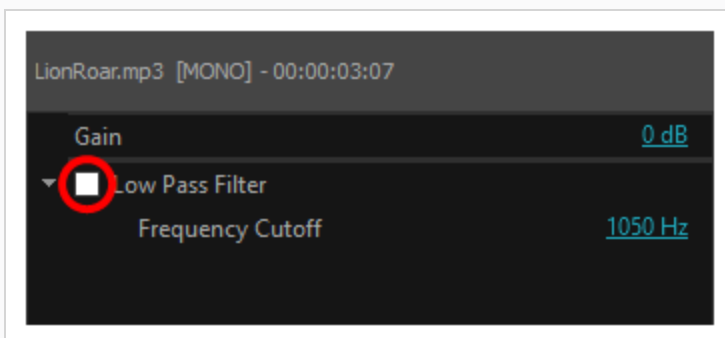 LionRoar.mp3 [MONO] - 00:00:03:07
Gain 0 dB
Low Pass Filter
Frequency Cutoff 1050 Hz